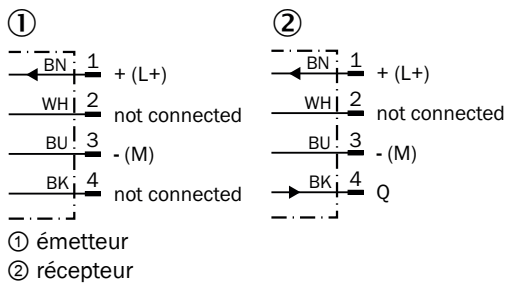 ① ②
BN 1 + (L+)
WH 2 not connected
BU 3 - (M)
BK 4 not connected
BN 1 + (L+)
WH 2 not connected
BU 3 - (M)
BK 4 Q
① émetteur
② récepteur